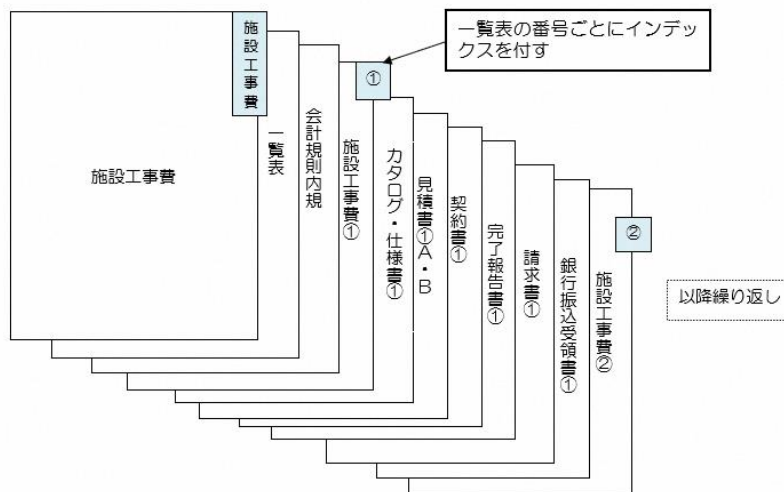 一覧表の番号ごとにインデッ
クスを付す
施設工事費
施設工事費
一覧表
会計規則内規
①
施設工事費①
カタログ・仕様書①
見積書①A・B
契約書①
完了報告書①
請求書①
銀行振込受領書①
②
施設工事費②
以降繰り返し